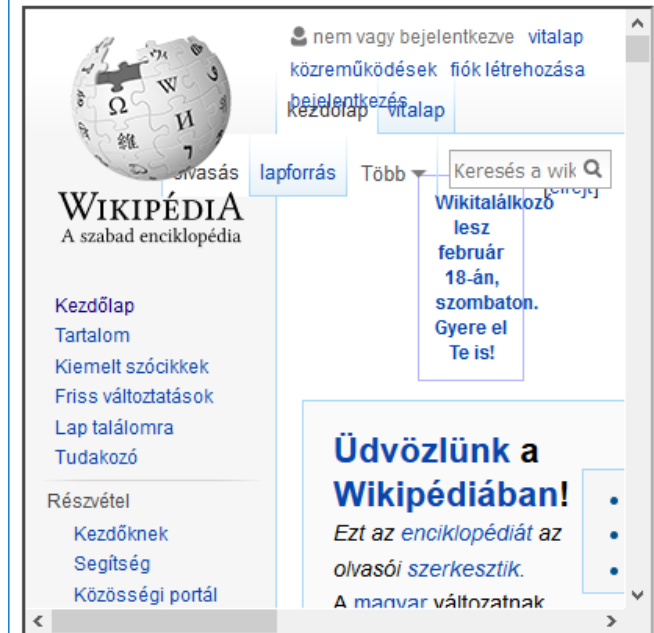 nem vagy bejelentkezve vitalap
közreműködések fiók létrehozása
bejelentkezés
kezdőlap vitalap
olvasás lapforrás Több Keresés a wik
[elrejt]
WIKIPÉDIA
A szabad enciklopédia
Wikitalálkozó
lesz
február
18-án,
szombaton.
Gyere el
Te is!
Kezdőlap
Tartalom
Kiemelt szócikkek
Friss változtatások
Lap találomra
Tudakozó
Részvétel
Kezdőknek
Segítség
Közösségi portál
Üdvözlünk a
Wikipédiában!
Ezt az enciklopédiát az
olvasói szerkesztik.
A magyar változatnak